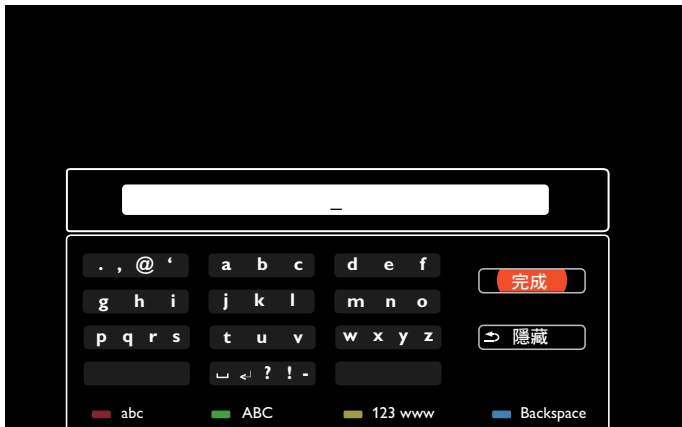 _
. , @ ‘ a b c d e f 完成
g h i j k l m n o
p q r s t u v w x y z 隱藏
␣ ↵ ? ! -
abc ABC 123 www Backspace